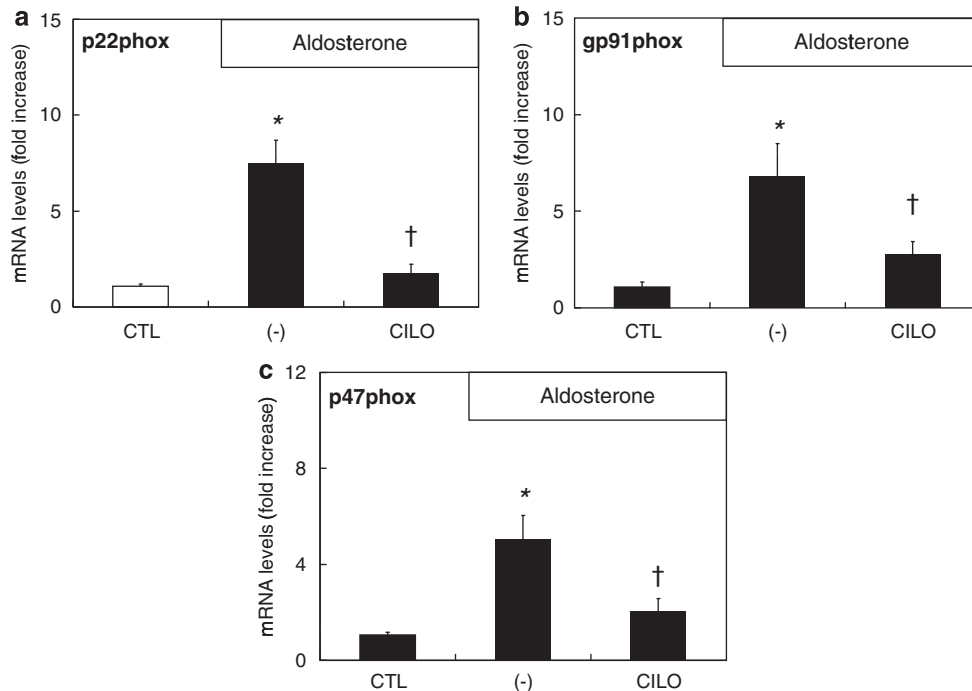 a
p22phox
Aldosterone
mRNA levels (fold increase)
15
10
5
0
*
†
CTL
(-)
CILO
b
gp91phox
Aldosterone
mRNA levels (fold increase)
15
10
5
0
*
†
CTL
(-)
CILO
c
p47phox
Aldosterone
mRNA levels (fold increase)
12
8
4
0
*
†
CTL
(-)
CILO